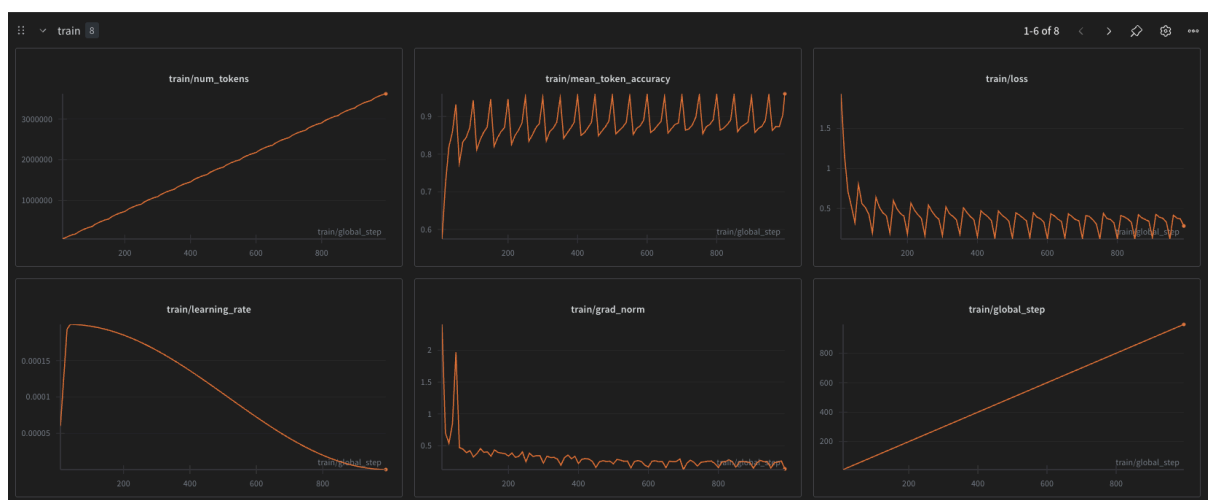 train 8
1-6 of 8
train/num_tokens
3000000
2000000
1000000
train/global_step
200 400 600 800
train/mean_token_accuracy
0.9
0.8
0.7
0.6
train/global_step
200 400 600 800
train/loss
1.5
1
0.5
train/global_step
200 400 600 800
train/learning_rate
0.00015
0.0001
0.00005
train/global_step
200 400 600 800
train/grad_norm
2
1.5
1
0.5
train/global_step
200 400 600 800
train/global_step
800
600
400
200
200 400 600 800